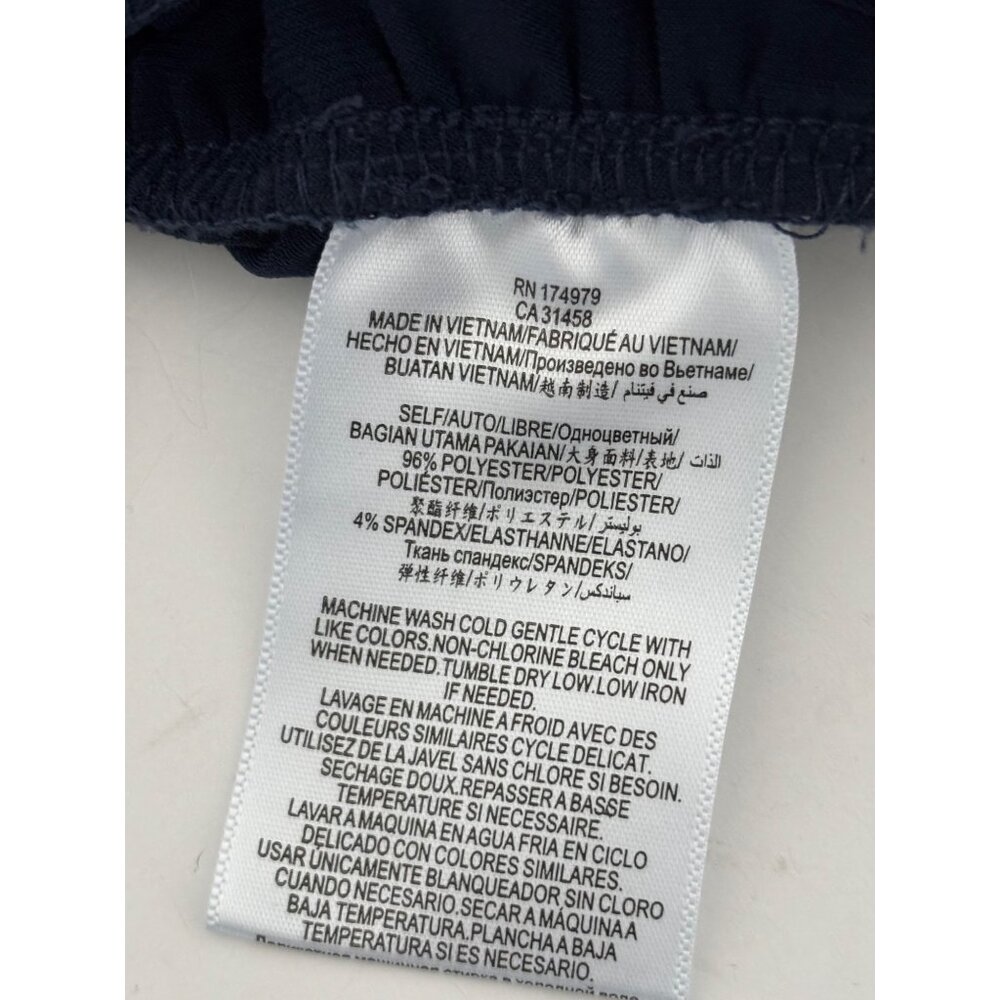 RN 174979
CA 31458
MADE IN VIETNAM/FABRIQUÉ AU VIETNAM/
HECHO EN VIETNAM/Произведено во Вьетнаме/
BUATAN VIETNAM/越南制造/ صنع في فيتنام
SELF/AUTO/LIBRE/Одноцветный/
BAGIAN UTAMA PAKAIAN/大身面料/表地/ الذات
96% POLYESTER/POLYESTER/
POLIÉSTER/Полиэстер/POLIESTER/
聚酯纤维/ポリエステル/ بوليستر
4% SPANDEX/ELASTHANNE/ELASTANO/
Ткань спандекс/SPANDEKS/
弹性纤维/ポリウレタン/سباندكس
MACHINE WASH COLD GENTLE CYCLE WITH
LIKE COLORS.NON-CHLORINE BLEACH ONLY
WHEN NEEDED.TUMBLE DRY LOW.LOW IRON
IF NEEDED.
LAVAGE EN MACHINE A FROID AVEC DES
COULEURS SIMILAIRES CYCLE DELICAT.
UTILISEZ DE LA JAVEL SANS CHLORE SI BESOIN.
SECHAGE DOUX.REPASSER A BASSE
TEMPERATURE SI NECESSAIRE.
LAVAR A MAQUINA EN AGUA FRIA EN CICLO
DELICADO CON COLORES SIMILARES.
USAR ÚNICAMENTE BLANQUEADOR SIN CLORO
CUANDO NECESARIO.SECAR A MÁQUINA A
BAJA TEMPERATURA.PLANCHA A BAJA
TEMPERATURA SI ES NECESARIO.